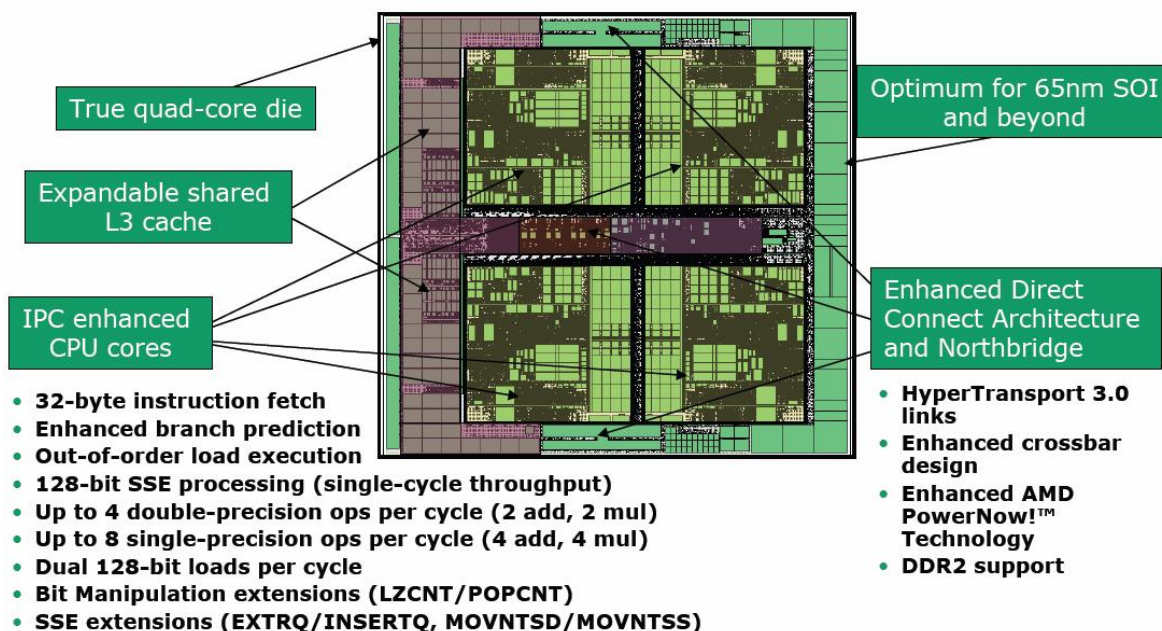 True quad-core die
Expandable shared
L3 cache
IPC enhanced
CPU cores
• 32-byte instruction fetch
• Enhanced branch prediction
• Out-of-order load execution
• 128-bit SSE processing (single-cycle throughput)
• Up to 4 double-precision ops per cycle (2 add, 2 mul)
• Up to 8 single-precision ops per cycle (4 add, 4 mul)
• Dual 128-bit loads per cycle
• Bit Manipulation extensions (LZCNT/POPCNT)
• SSE extensions (EXTRQ/INSERTQ, MOVNTSD/MOVNTSS)
Optimum for 65nm SOI
and beyond
Enhanced Direct
Connect Architecture
and Northbridge
• HyperTransport 3.0
links
• Enhanced crossbar
design
• Enhanced AMD
PowerNow!™
Technology
• DDR2 support